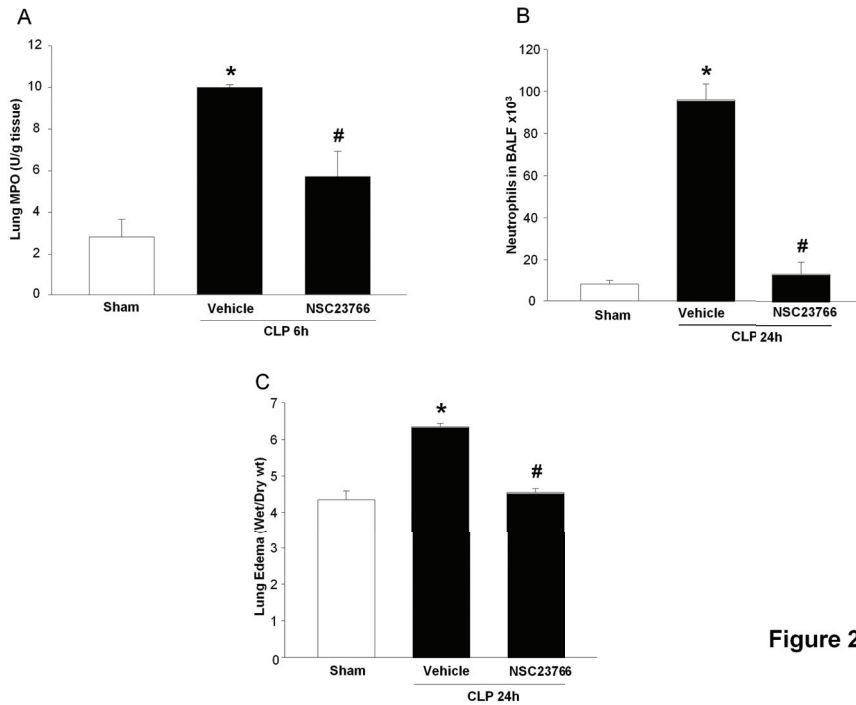 A
Lung MPO (U/g tissue)
12
10
8
6
4
2
0
*
#
Sham
Vehicle
NSC23766
CLP 6h
B
Neutrophils in BALF x10³
120
100
80
60
40
20
0
*
#
Sham
Vehicle
NSC23766
CLP 24h
C
Lung Edema (Wet/Dry wt)
7
6
5
4
3
2
1
0
*
#
Sham
Vehicle
NSC23766
CLP 24h
Figure 2